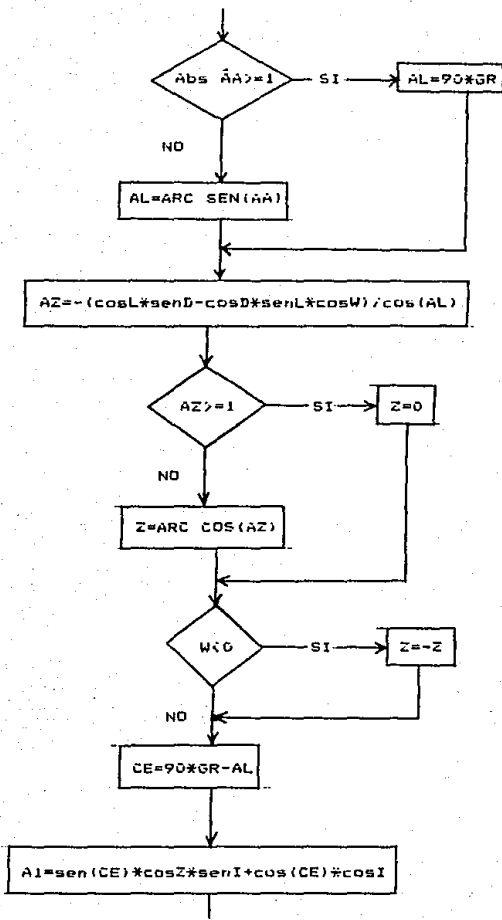 Abs AA>=1
SI
AL=90*GR
NO
AL=ARC SEN(AA)
AZ=-(cosL*senD-cosD*senL*cosW)/cos(AL)
AZ>=1
SI
Z=0
NO
Z=ARC COS(AZ)
W<0
SI
Z=-Z
NO
CE=90*GR-AL
A1=sen(CE)*cosZ*senI+cos(CE)*cosI